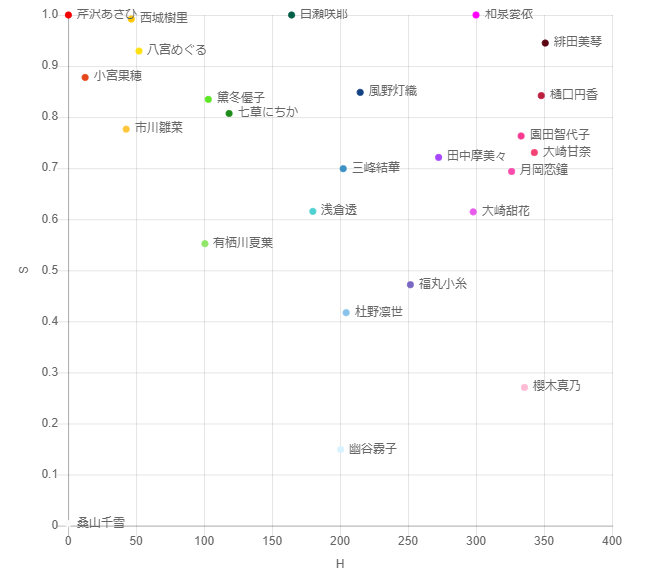 1.0
芹沢あさひ
西城樹里
白瀬咲耶
和泉愛依
緋田美琴
八宮めぐる
0.9
小宮果穂
風野灯織
樋口円香
黛冬優子
0.8
七草にちか
市川雛菜
園田智代子
大崎甘奈
田中摩美々
0.7
三峰結華
月岡恋鐘
0.6
浅倉透
大崎甜花
有栖川夏葉
S
0.5
福丸小糸
0.4
杜野凛世
0.3
櫻木真乃
0.2
幽谷霧子
0.1
0
桑山千雪
0 50 100 150 200 250 300 350 400
H